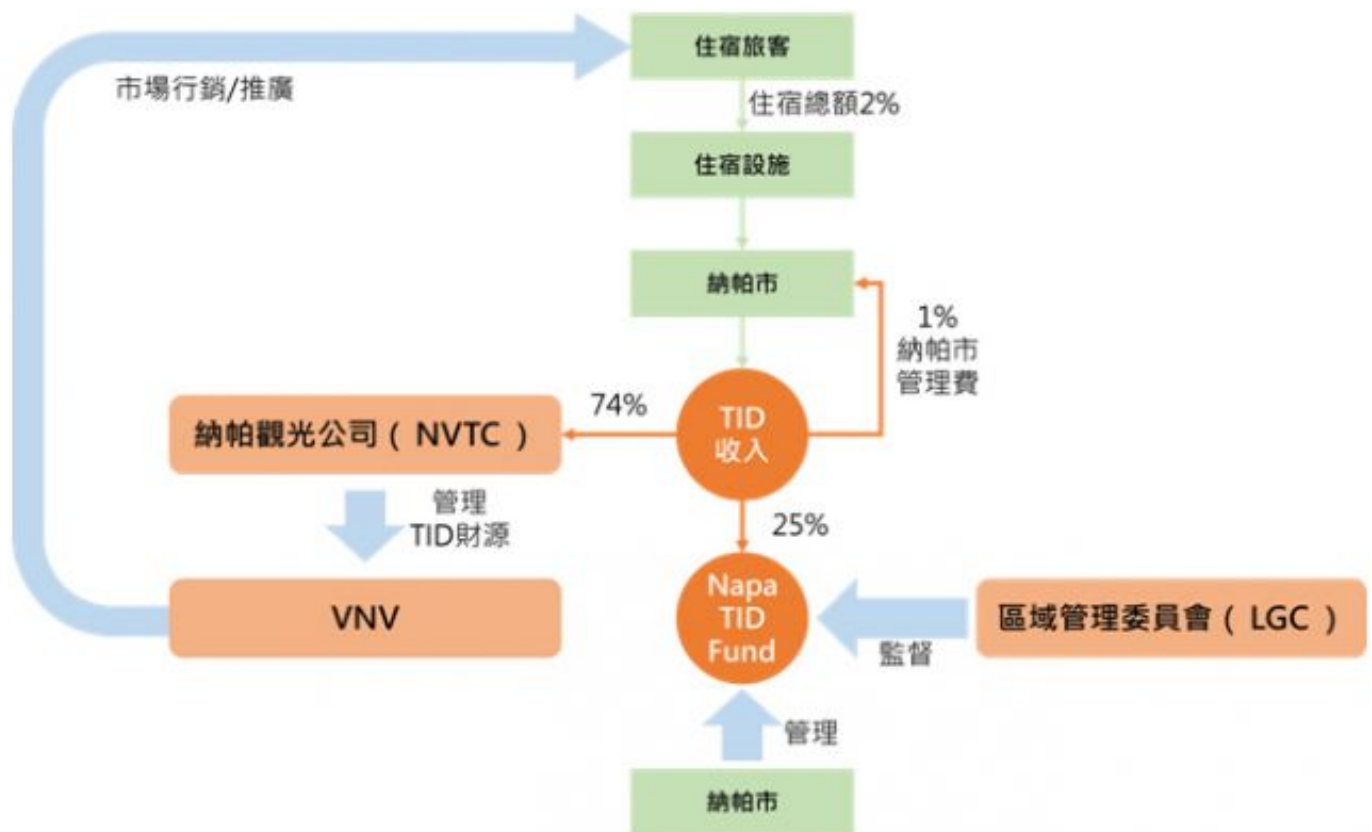 住宿旅客
市場行銷/推廣
住宿總額2%
住宿設施
納帕市
1%
納帕市
管理費
74%
TID
收入
納帕觀光公司( NVTC )
管理
TID財源
25%
Napa
TID
Fund
VNV
區域管理委員會( LGC )
監督
管理
納帕市